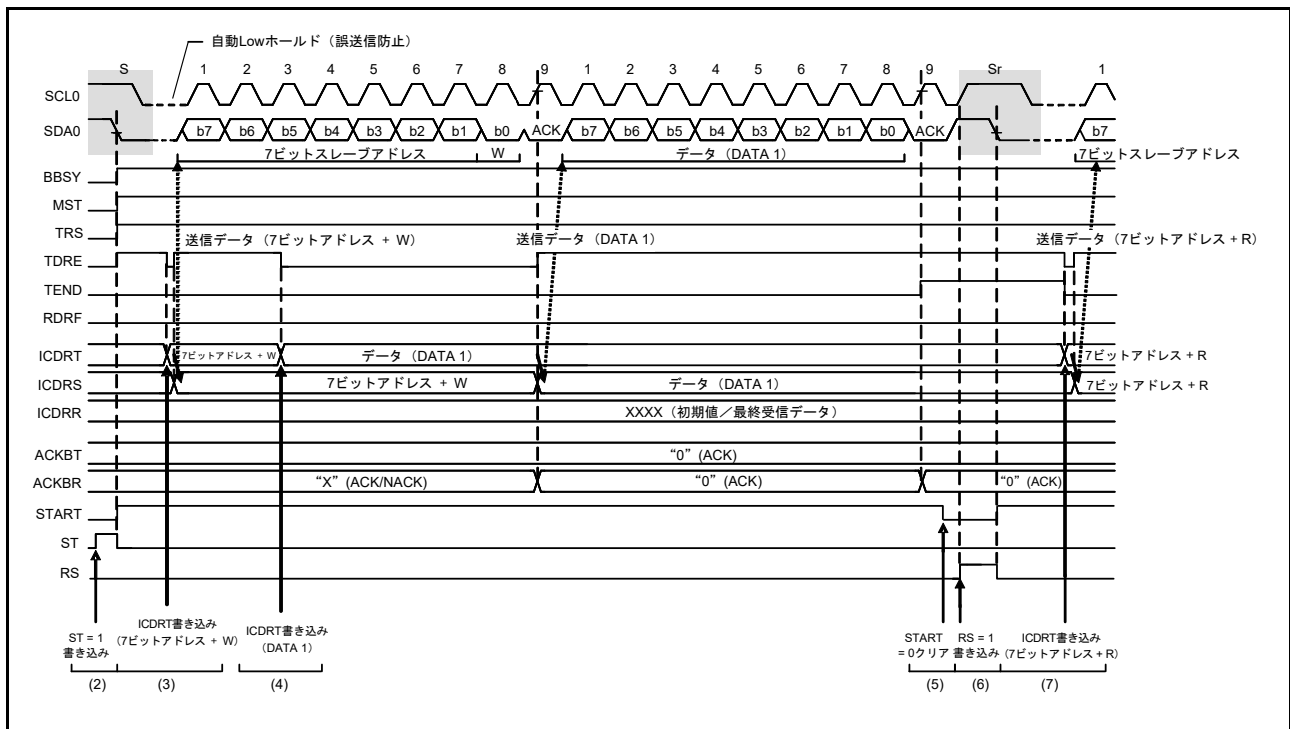 自動Lowホールド（誤送信防止）
S 1 2 3 4 5 6 7 8 9 1 2 3 4 5 6 7 8 9 Sr 1
SCL0
SDA0 b7 b6 b5 b4 b3 b2 b1 b0 ACK b7 b6 b5 b4 b3 b2 b1 b0 ACK b7
7ビットスレーブアドレス W データ（DATA 1） 7ビットスレーブアドレス
BBSY
MST
TRS
送信データ（7ビットアドレス + W） 送信データ（DATA 1） 送信データ（7ビットアドレス + R）
TDRE
TEND
RDRF
ICDRT 7ビットアドレス + W データ（DATA 1） 7ビットアドレス + R
ICDRS 7ビットアドレス + W データ（DATA 1） 7ビットアドレス + R
ICDRR XXXX（初期値／最終受信データ）
ACKBT “0”(ACK)
ACKBR “X”(ACK/NACK) “0”(ACK) “0”(ACK)
START
ST
RS
ST = 1
書き込み
ICDRT書き込み
(7ビットアドレス + W)
ICDRT書き込み
(DATA 1)
START
= 0クリア
RS = 1
書き込み
ICDRT書き込み
(7ビットアドレス + R)
(2) (3) (4) (5) (6) (7)